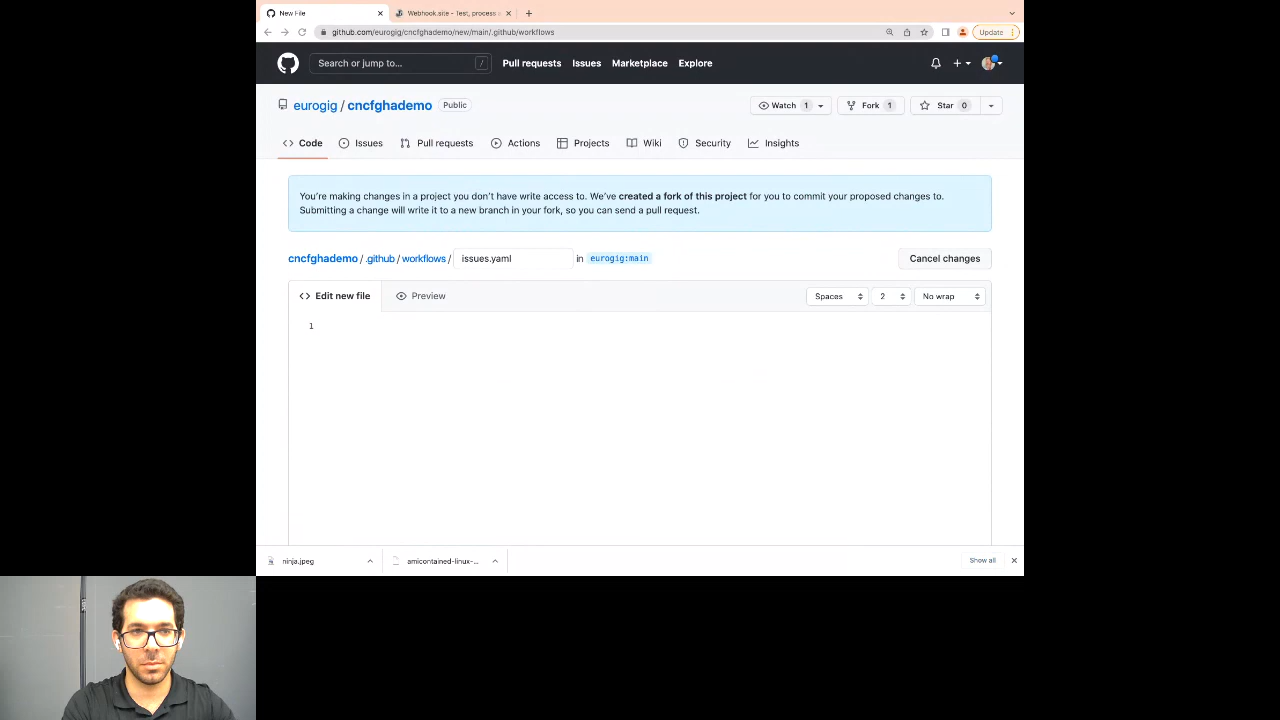 New File
Webhook.site - Test, process
github.com/eurogig/cncfghademo/new/main/.github/workflows
Update
Search or jump to...
/
Pull requests
Issues
Marketplace
Explore
eurogig / cncfghademo
Public
Watch 1
Fork 1
Star 0
Code
Issues
Pull requests
Actions
Projects
Wiki
Security
Insights
You're making changes in a project you don't have write access to. We've created a fork of this project for you to commit your proposed changes to.
Submitting a change will write it to a new branch in your fork, so you can send a pull request.
cncfghademo / .github / workflows / issues.yaml in eurogig:main
Cancel changes
Edit new file
Preview
Spaces
2
No wrap
1
ninja.jpeg
amicontained-linux-...
Show all